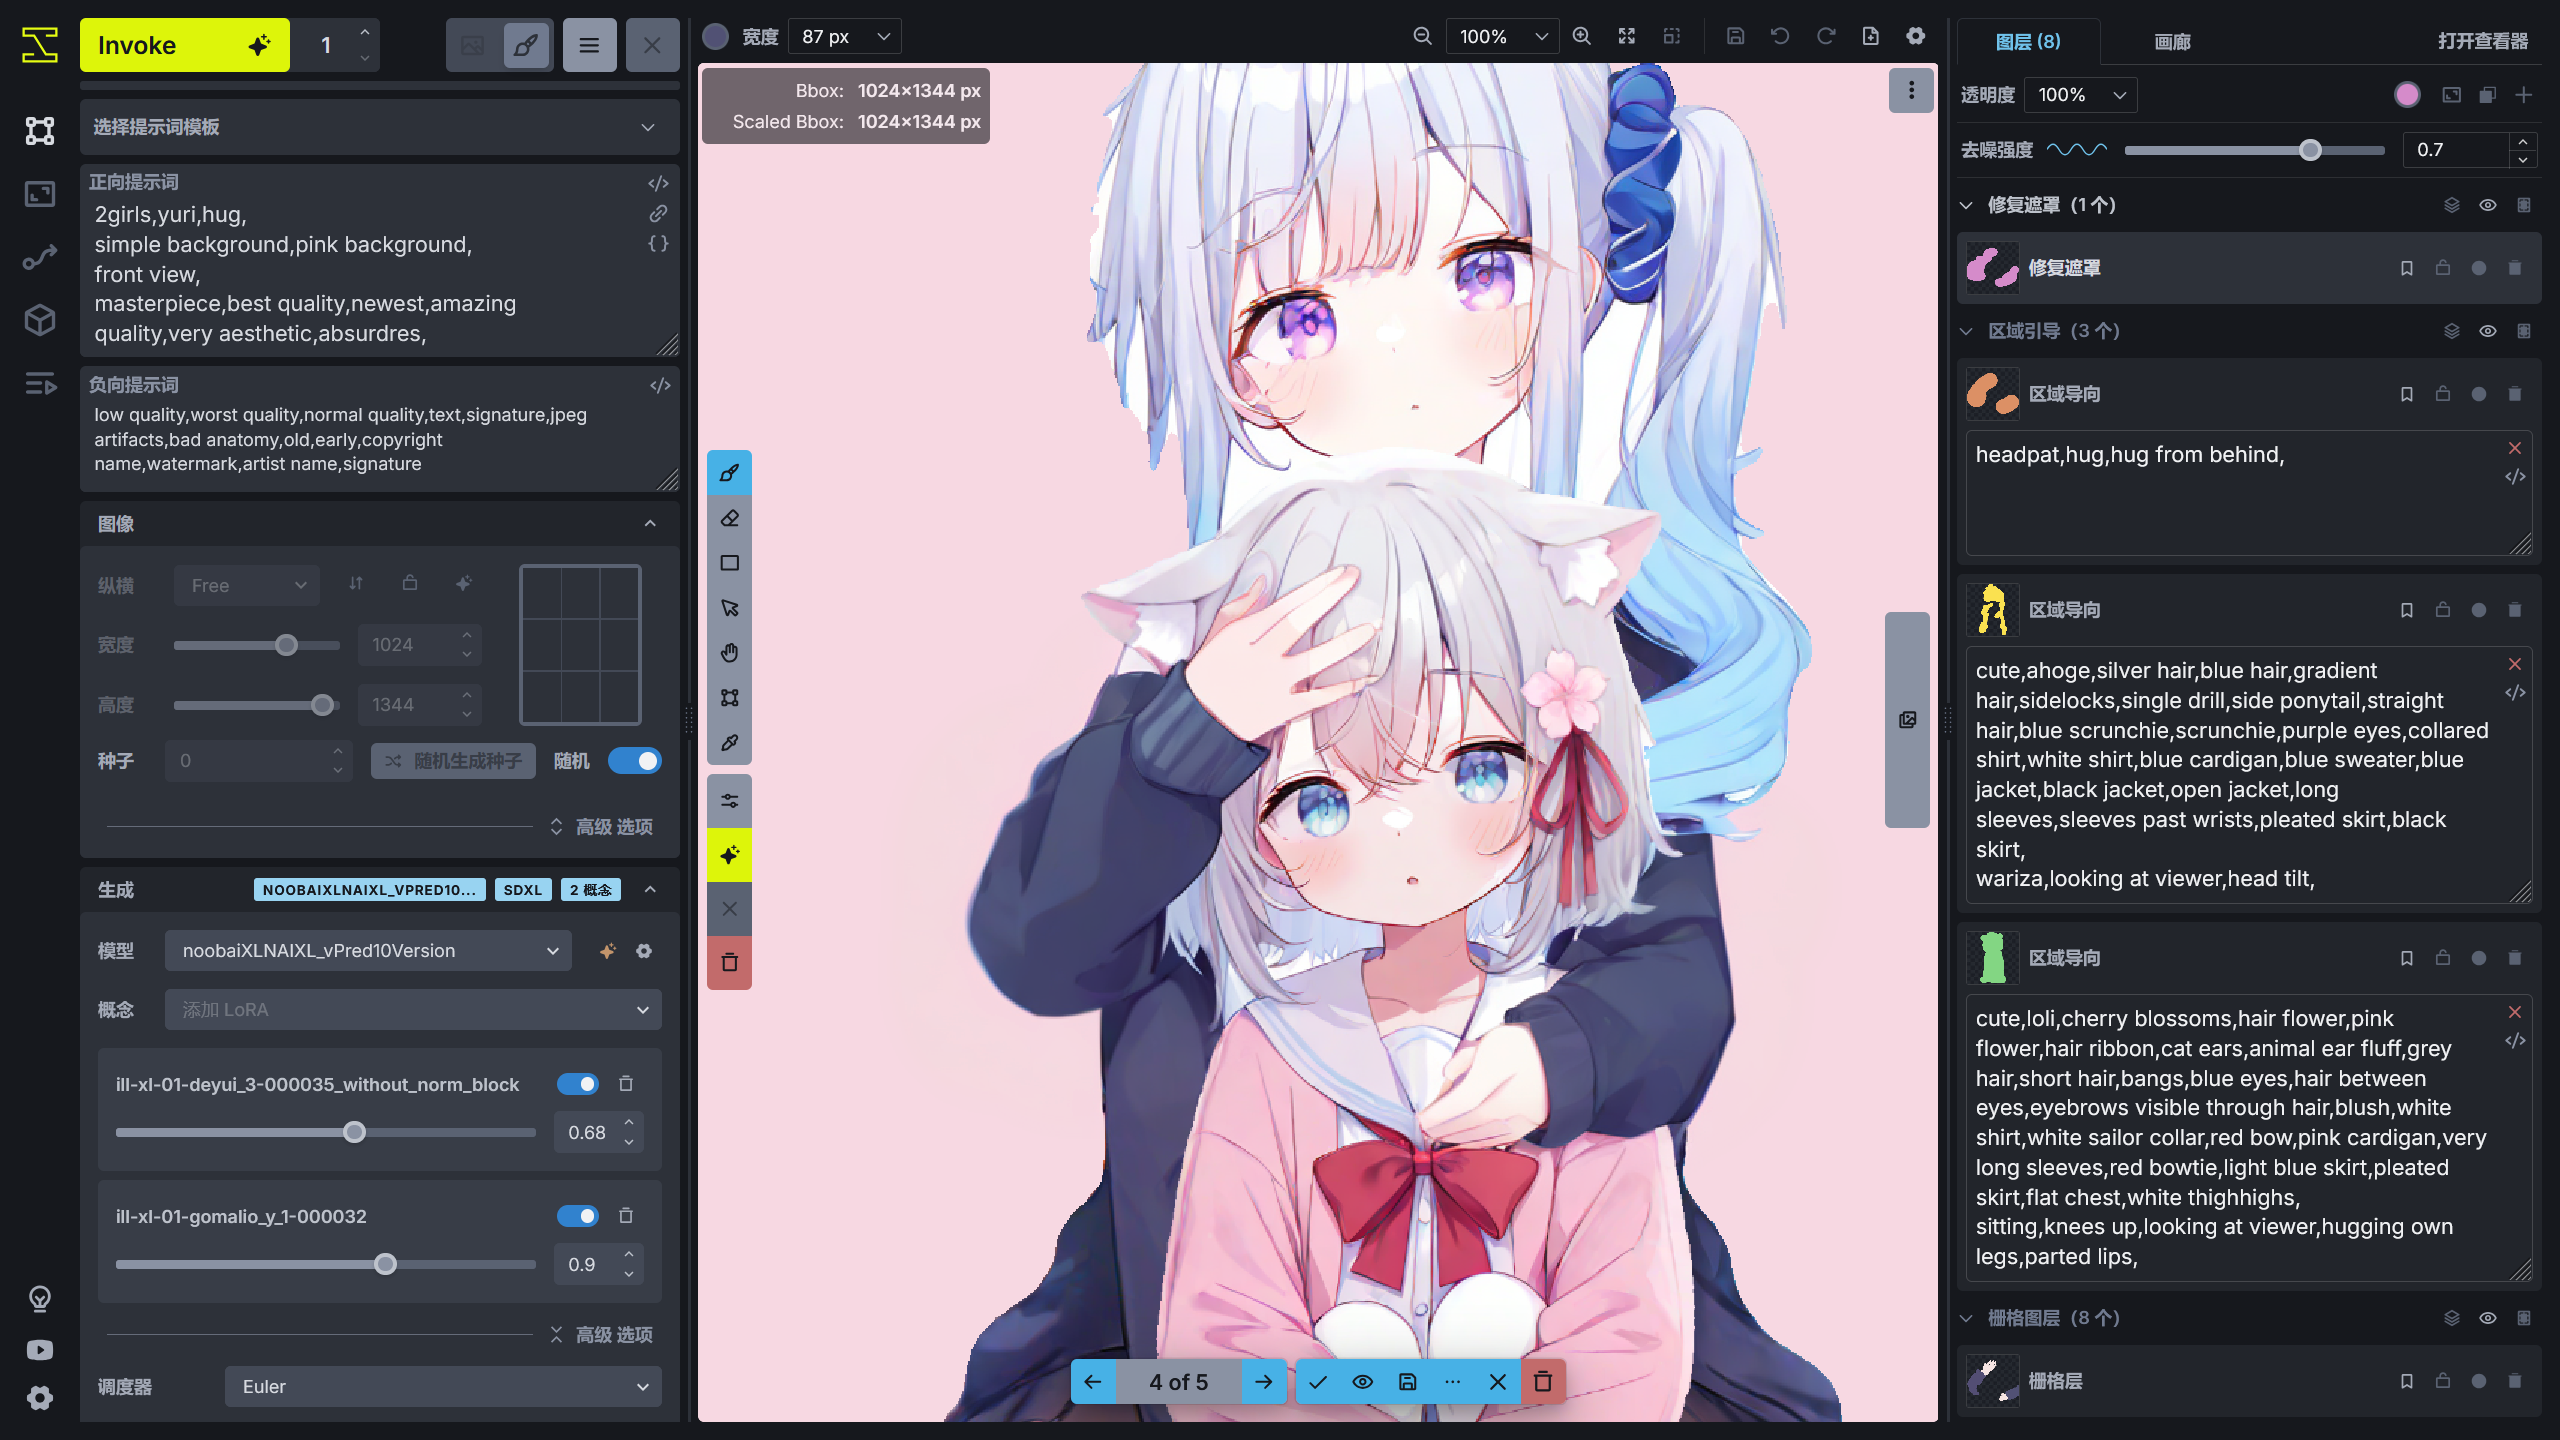 Invoke
1
选择提示词模板
正向提示词
2girls,yuri,hug,
simple background,pink background,
front view,
masterpiece,best quality,newest,amazing
quality,very aesthetic,absurdres,
负向提示词
low quality,worst quality,normal quality,text,signature,jpeg
artifacts,bad anatomy,old,early,copyright
name,watermark,artist name,signature
图像
纵横
Free
宽度
1024
高度
1344
种子
0
随机生成种子
随机
高级 选项
生成
NOOBAIXLNAIXL_VPRED10...
SDXL
2 概念
模型
noobaiXLNAIXL_vPred10Version
概念
添加 LoRA
ill-xl-01-deyui_3-000035_without_norm_block
0.68
ill-xl-01-gomalio_y_1-000032
0.9
高级 选项
调度器
Euler
宽度
87 px
100%
Bbox: 1024×1344 px
Scaled Bbox: 1024×1344 px
4 of 5
图层 (8)
画廊
打开查看器
透明度
100%
去噪强度
0.7
修复遮罩 (1 个)
修复遮罩
区域引导 (3 个)
区域导向
headpat,hug,hug from behind,
区域导向
cute,ahoge,silver hair,blue hair,gradient
hair,sidelocks,single drill,side ponytail,straight
hair,blue scrunchie,scrunchie,purple eyes,collared
shirt,white shirt,blue cardigan,blue sweater,blue
jacket,black jacket,open jacket,long
sleeves,sleeves past wrists,pleated skirt,black
skirt,
wariza,looking at viewer,head tilt,
区域导向
cute,loli,cherry blossoms,hair flower,pink
flower,hair ribbon,cat ears,animal ear fluff,grey
hair,short hair,bangs,blue eyes,hair between
eyes,eyebrows visible through hair,blush,white
shirt,white sailor collar,red bow,pink cardigan,very
long sleeves,red bowtie,light blue skirt,pleated
skirt,flat chest,white thighhighs,
sitting,knees up,looking at viewer,hugging own
legs,parted lips,
栅格图层 (8 个)
栅格层